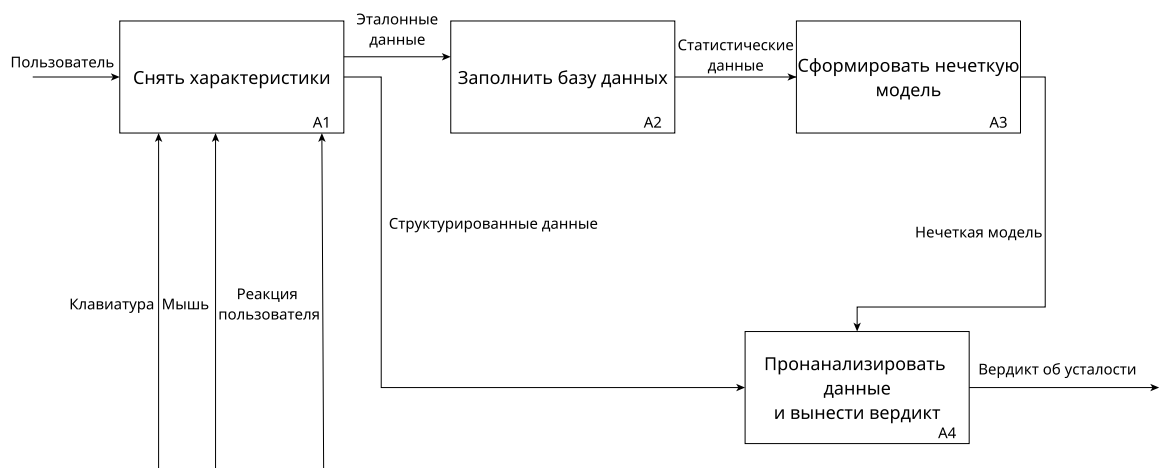 Пользователь
Снять характеристики
A1
Эталонные
данные
Заполнить базу данных
A2
Статистические
данные
Сформировать нечеткую
модель
A3
Структурированные данные
Нечеткая модель
Клавиатура
Мышь
Реакция
пользователя
Пронанализировать
данные
и вынести вердикт
A4
Вердикт об усталости